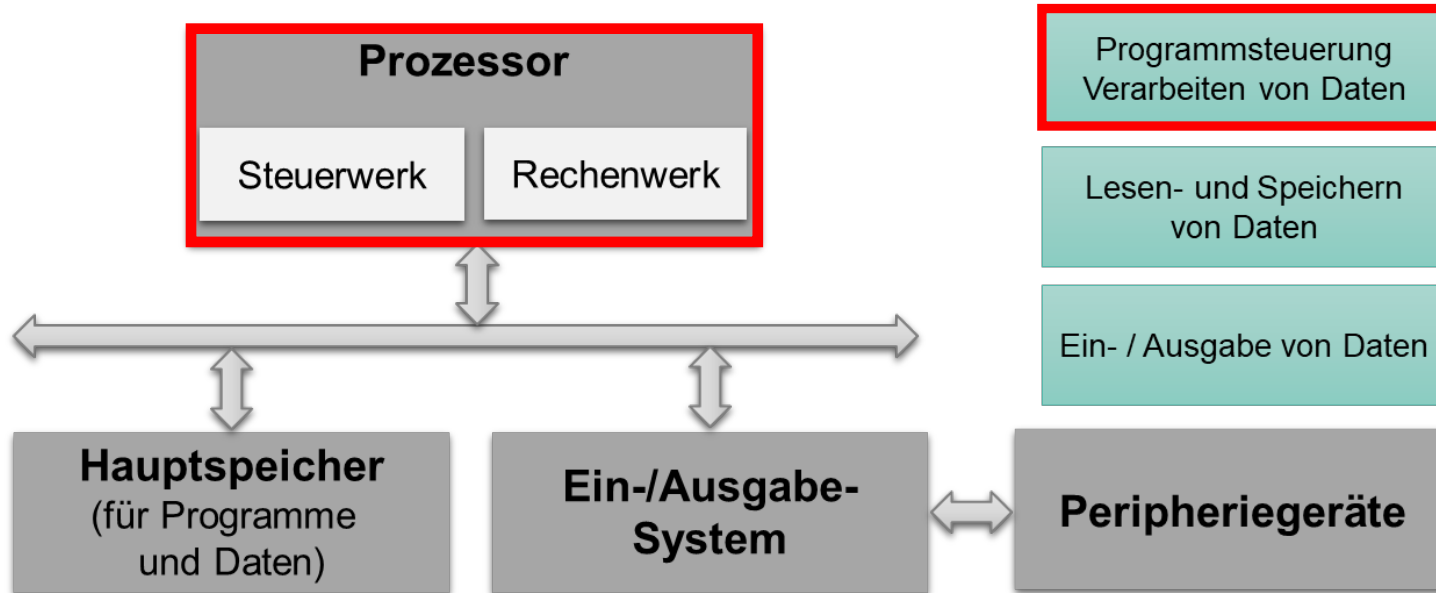 Prozessor
Steuerwerk
Rechenwerk
Programmsteuerung
Verarbeiten von Daten
Lesen- und Speichern
von Daten
Ein- / Ausgabe von Daten
Hauptspeicher
(für Programme
und Daten)
Ein-/Ausgabe-
System
Peripheriegeräte